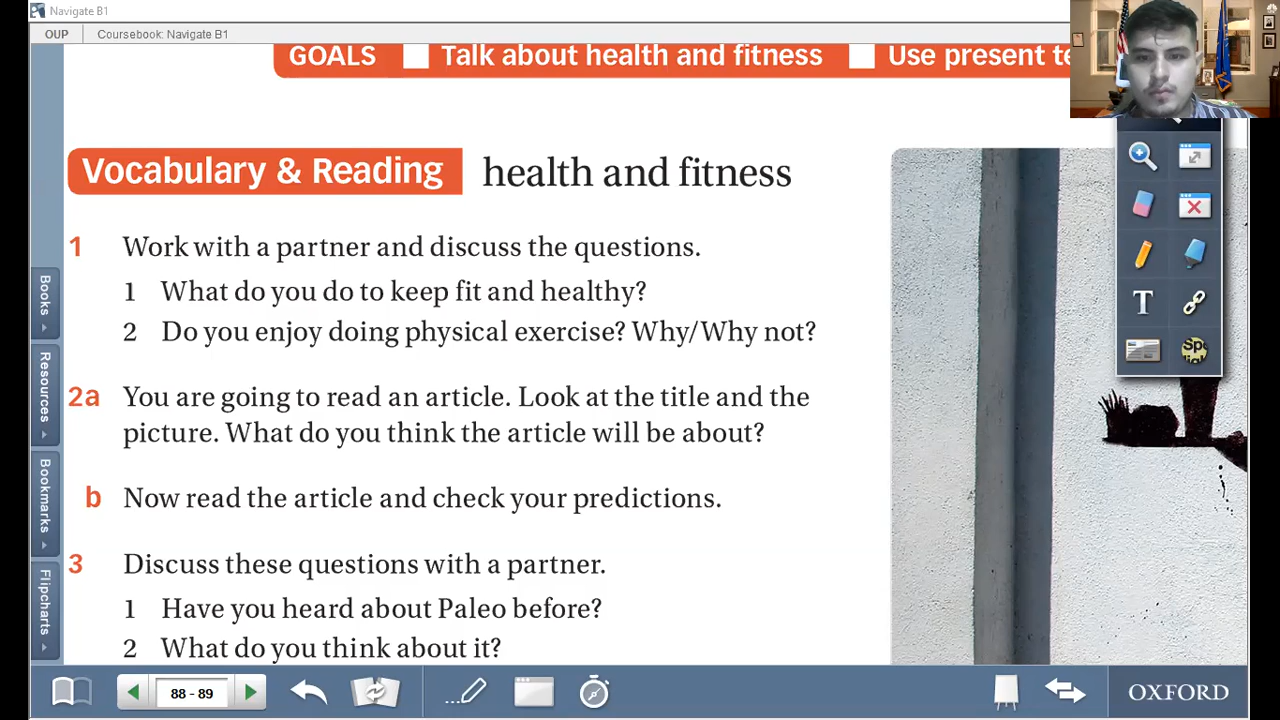 Navigate B1
OUP
Coursebook: Navigate B1
GOALS Talk about health and fitness Use present te
Vocabulary & Reading health and fitness
1 Work with a partner and discuss the questions.
1 What do you do to keep fit and healthy?
2 Do you enjoy doing physical exercise? Why/Why not?
2a You are going to read an article. Look at the title and the
picture. What do you think the article will be about?
b Now read the article and check your predictions.
3 Discuss these questions with a partner.
1 Have you heard about Paleo before?
2 What do you think about it?
Books
Resources
Bookmarks
Flipcharts
T
88 - 89
OXFORD